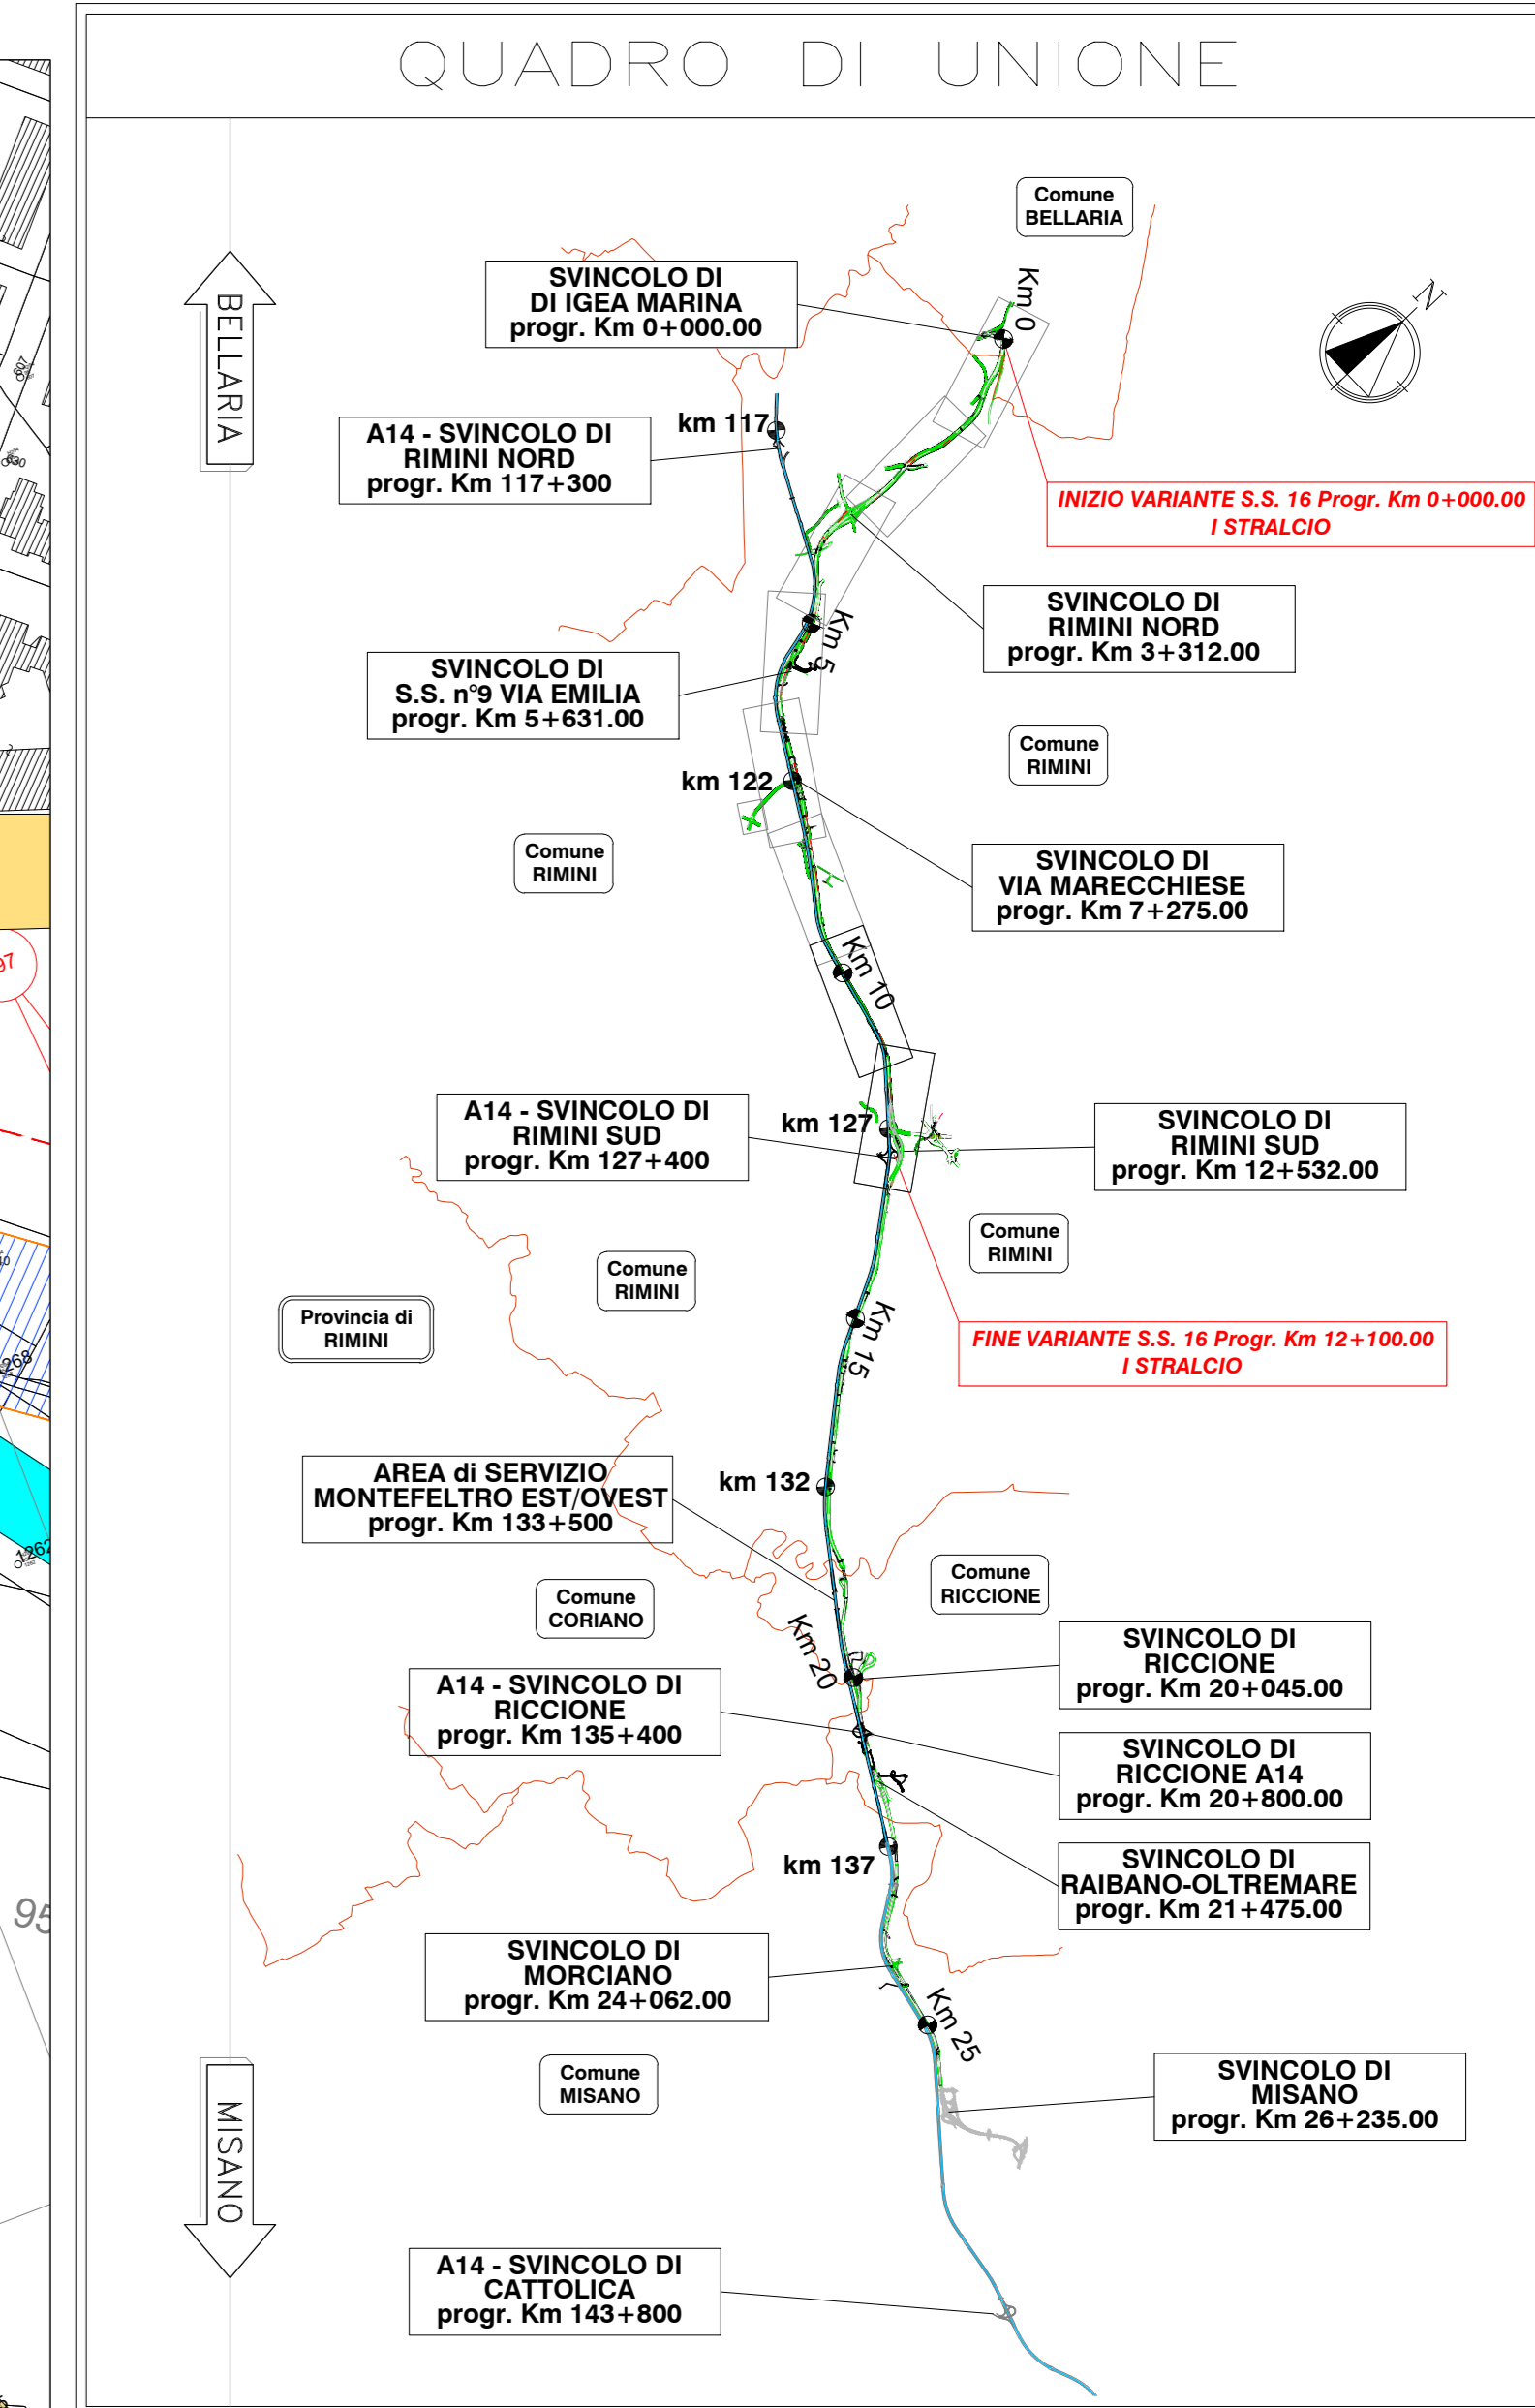 QUADRO DI UNIONE
Comune
BELLARIA
SVINCOLO DI
DI IGEA MARINA
progr. Km 0+000.00
Km 0
N
BELLARIA
A14 - SVINCOLO DI
RIMINI NORD
progr. Km 117+300
km 117
INIZIO VARIANTE S.S. 16 Progr. Km 0+000.00
I STRALCIO
SVINCOLO DI
RIMINI NORD
progr. Km 3+312.00
Km 5
SVINCOLO DI
S.S. n°9 VIA EMILIA
progr. Km 5+631.00
Comune
RIMINI
km 122
Comune
RIMINI
SVINCOLO DI
VIA MARECCHIESE
progr. Km 7+275.00
Km 10
A14 - SVINCOLO DI
RIMINI SUD
progr. Km 127+400
km 127
SVINCOLO DI
RIMINI SUD
progr. Km 12+532.00
Comune
RIMINI
Comune
RIMINI
Provincia di
RIMINI
Km 15
FINE VARIANTE S.S. 16 Progr. Km 12+100.00
I STRALCIO
AREA di SERVIZIO
MONTEFELTRO EST/OVEST
progr. Km 133+500
km 132
Comune
RICCIONE
Comune
CORIANO
Km 20
SVINCOLO DI
RICCIONE
progr. Km 20+045.00
A14 - SVINCOLO DI
RICCIONE
progr. Km 135+400
SVINCOLO DI
RICCIONE A14
progr. Km 20+800.00
km 137
SVINCOLO DI
RAIBANO-OLTREMARE
progr. Km 21+475.00
SVINCOLO DI
MORCIANO
progr. Km 24+062.00
Km 25
Comune
MISANO
SVINCOLO DI
MISANO
progr. Km 26+235.00
MISANO
A14 - SVINCOLO DI
CATTOLICA
progr. Km 143+800
607
630
97
268
1262
95